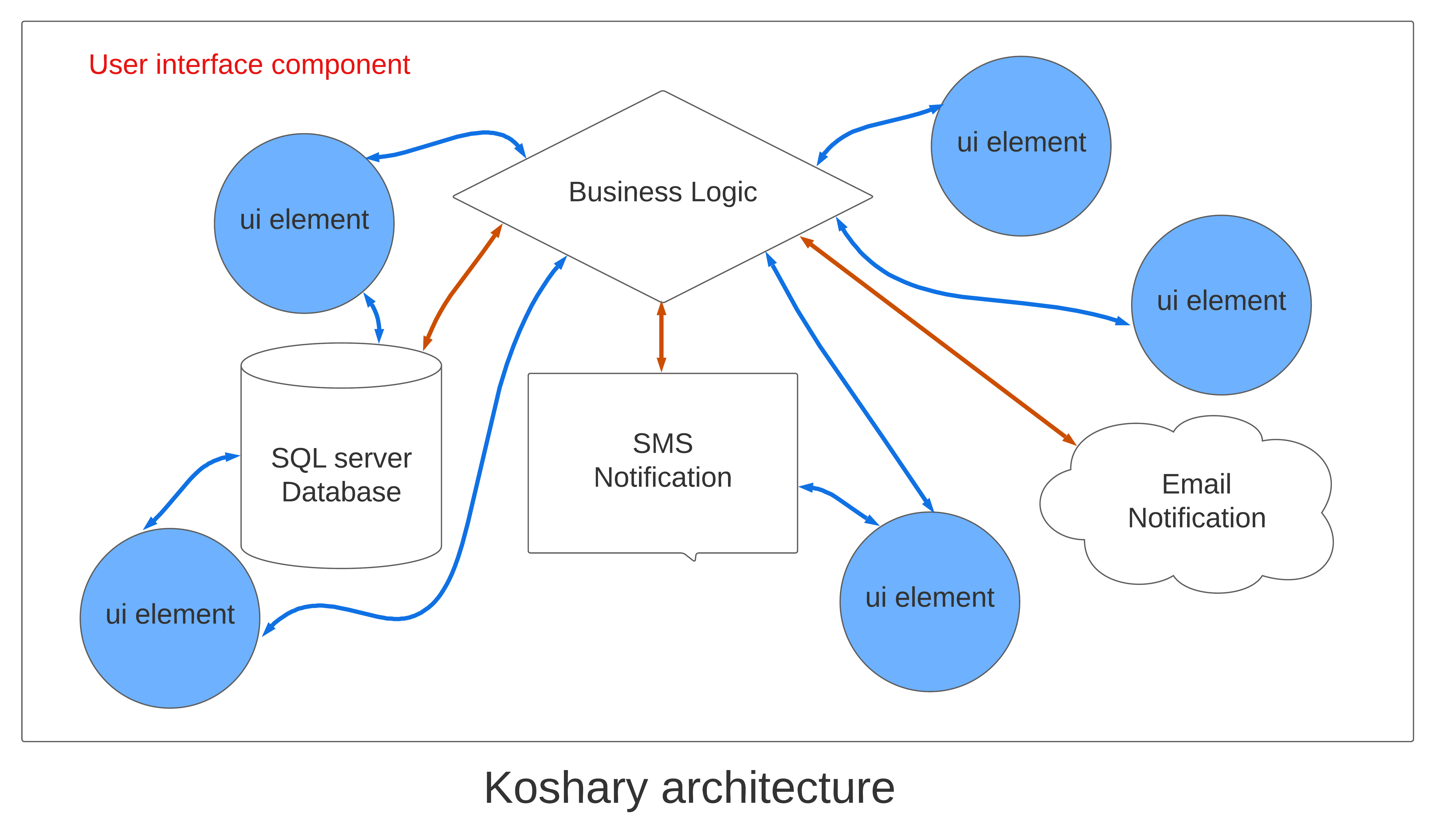 User interface component
ui element
Business Logic
ui element
ui element
SQL server
Database
SMS
Notification
Email
Notification
ui element
ui element
Koshary architecture